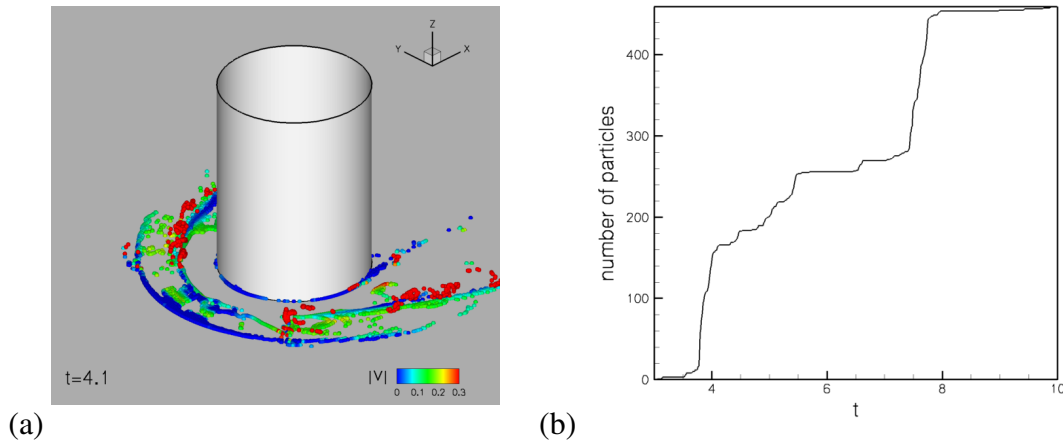 Z
Y X
t=4.1
|V|
0 0.1 0.2 0.3
(a)
number of particles
400
300
200
100
0
4 6 8 10
t
(b)